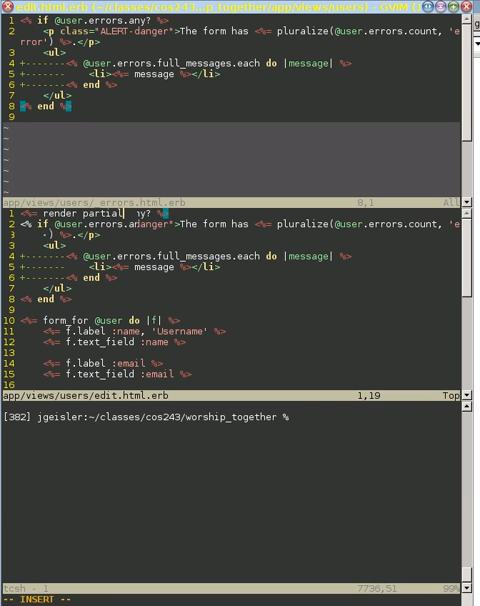 edit.html.erb (~/classes/cos243...p_together/app/views/users) - GVIM
1 <% if @user.errors.any? %>
2     <p class="ALERT-danger">The form has <%= pluralize(@user.errors.count, 'e
rror') %>.</p>
3     <ul>
4 +-------<% @user.errors.full_messages.each do |message| %>
5 +-------    <li><%= message %></li>
6 +-------<% end %>
7     </ul>
8 <% end %>
9
~
~
~
~
~
~
~
app/views/users/_errors.html.erb 8,1 All
1 <%= render partial y? %>
2 <% if @user.errors.anger">The form has <%= pluralize(@user.errors.count, 'e
) %>.</p>
3     <ul>
4 +-------<% @user.errors.full_messages.each do |message| %>
5 +-------    <li><%= message %></li>
6 +-------<% end %>
7     </ul>
8 <% end %>
9
10 <%= form_for @user do |f| %>
11     <%= f.label :name, 'Username' %>
12     <%= f.text_field :name %>
13
14     <%= f.label :email %>
15     <%= f.text_field :email %>
16
app/views/users/edit.html.erb 1,19 Top
[382] jgeisler:~/classes/cos243/worship_together %
tcsh - 1 7736,51 99%
-- INSERT --